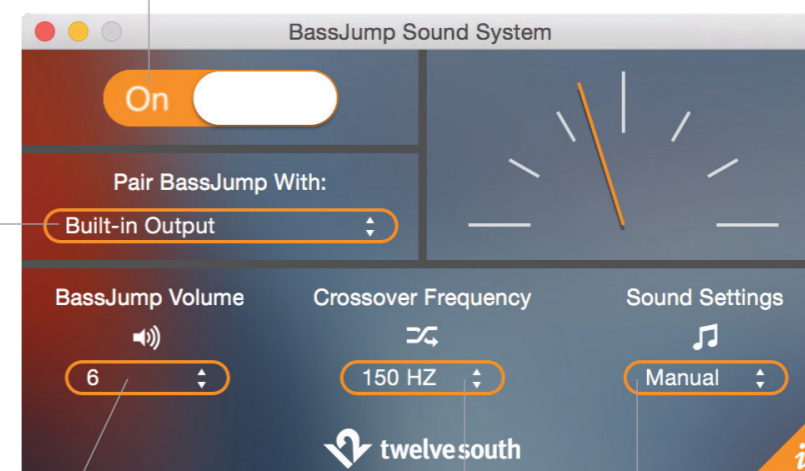 BassJump Sound System
On
Pair BassJump With:
Built-in Output
BassJump Volume
Crossover Frequency
Sound Settings
6
150 HZ
Manual
twelvesouth
i